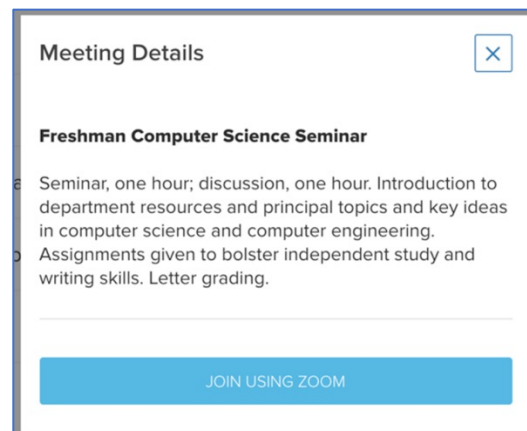 Meeting Details
Freshman Computer Science Seminar
Seminar, one hour; discussion, one hour. Introduction to
department resources and principal topics and key ideas
in computer science and computer engineering.
Assignments given to bolster independent study and
writing skills. Letter grading.
JOIN USING ZOOM